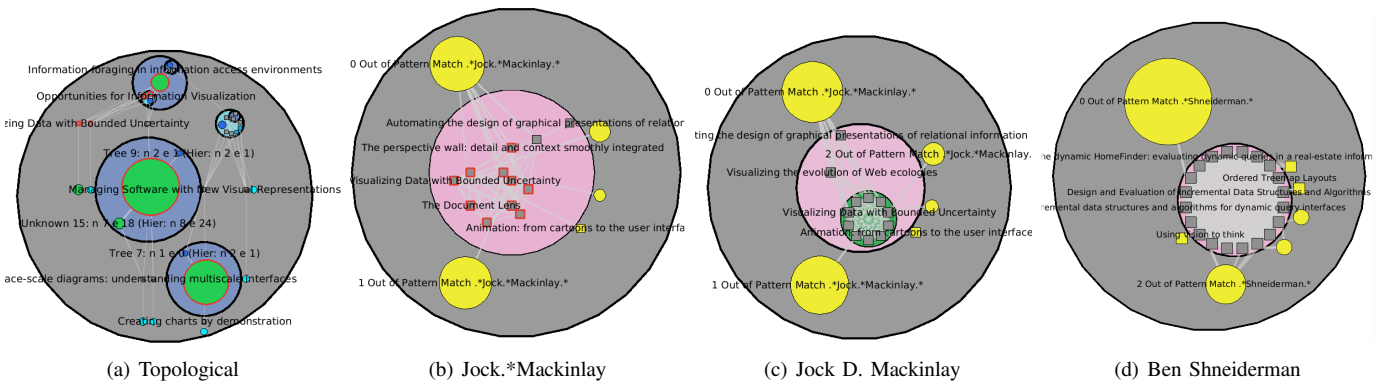 Information foraging in information access environments
Opportunities for Information Visualization
zing Data with Bounded Uncertainty
Tree 9: n 2 e 1 (Hier: n 2 e 1)
Managing Software with New Visual Representations
Unknown 15: n 7 e 18 (Hier: n 8 e 24)
Tree 7: n 1 e 0 (Hier: n 2 e 1)
ace-scale diagrams: understanding multiscale interfaces
Creating charts by demonstration
(a) Topological
0 Out of Pattern Match .*Jock.*Mackinlay.*
Automating the design of graphical presentations of relation
The perspective wall: detail and context smoothly integrated
Visualizing Data with Bounded Uncertainty
The Document Lens
Animation: from cartoons to the user interfa
1 Out of Pattern Match .*Jock.*Mackinlay.*
(b) Jock.*Mackinlay
0 Out of Pattern Match .*Jock.*Mackinlay.*
ting the design of graphical presentations of relational information
2 Out of Pattern Match .*Jock.*Mackinlay.
Visualizing the evolution of Web ecologies
Visualizing Data with Bounded Uncertainty
Animation: from cartoons to the user interface
1 Out of Pattern Match .*Jock.*Mackinlay.*
(c) Jock D. Mackinlay
0 Out of Pattern Match .*Shneiderman.*
he dynamic HomeFinder: evaluating dynamic queries in a real-estate inform
Ordered Treemap Layouts
Design and Evaluation of Incremental Data Structures and Algorithms
remental data structures and algorithms for dynamic query interfaces
Using vision to think
2 Out of Pattern Match .*Shneiderman.*
(d) Ben Shneiderman